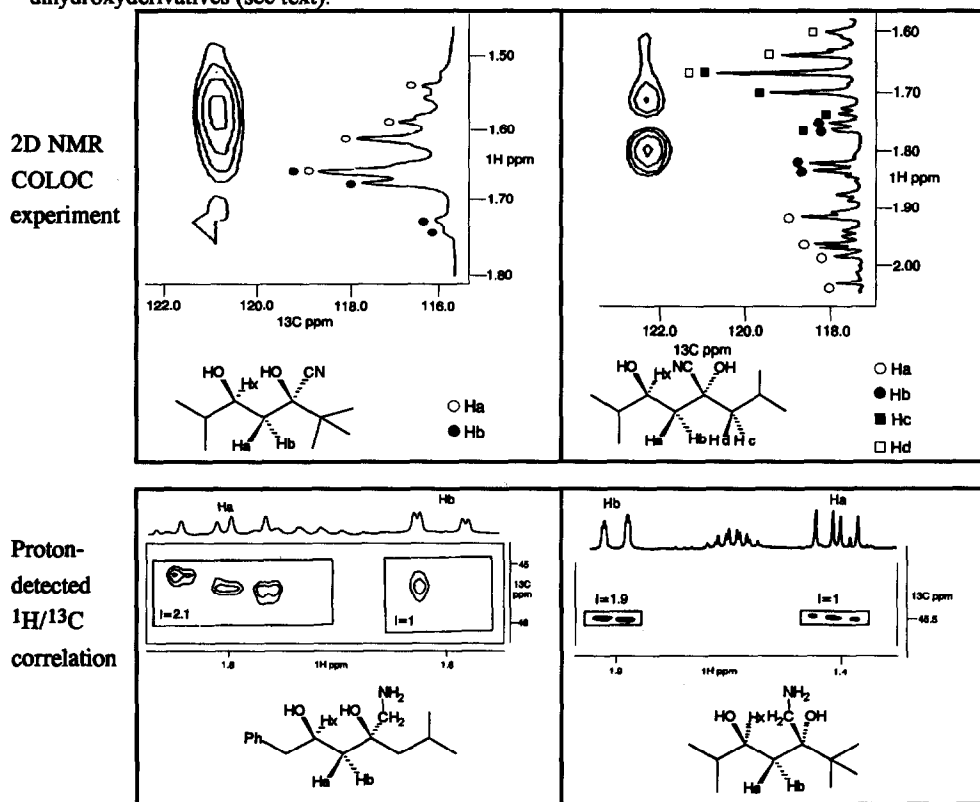 dihydroxyderivatives (see text).
2D NMR
COLOC
experiment
1.50
1.60
1H ppm
1.70
1.80
122.0 120.0 118.0 116.0
13C ppm
HO Hx HO CN
Ha Hb
Ha
Hb
1.60
1.70
1.80
1H ppm
1.90
2.00
122.0 120.0 118.0
13C ppm
HO Hx NC OH
Ha Hb Hd Hc
Ha
Hb
Hc
Hd
Proton-
detected
1H/13C
correlation
Ha Hb
45
13C
ppm
I=2.1 I=1
46
1.8 1H ppm 1.6
NH2
HO Hx HO CH2
Ph
Ha Hb
Hb Ha
I=1.9 I=1
13C ppm
45.5
1.9 1H ppm 1.4
NH2
HO Hx H2C OH
Ha Hb